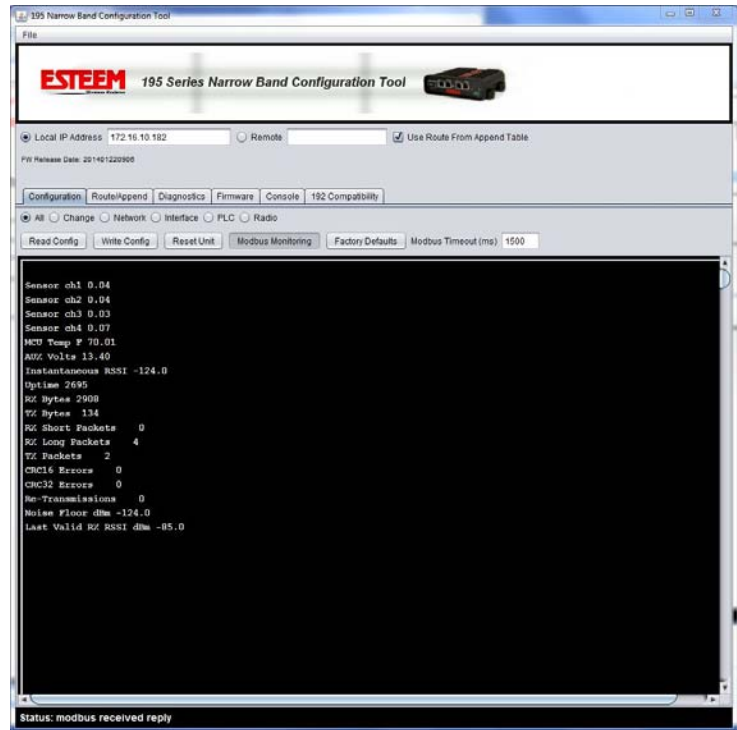 195 Narrow Band Configuration Tool
File
ESTEEM 195 Series Narrow Band Configuration Tool
Local IP Address 172.16.10.182 Remote Use Route From Append Table
FW Release Date: 201401220906
Configuration Route/Append Diagnostics Firmware Console 192 Compatibility
All Change Network Interface PLC Radio
Read Config Write Config Reset Unit Modbus Monitoring Factory Defaults Modbus Timeout (ms) 1500
Sensor ch1 0.04
Sensor ch2 0.04
Sensor ch3 0.03
Sensor ch4 0.07
MCU Temp F 70.01
AUX Volts 13.40
Instantaneous RSSI -124.0
Uptime 2695
RX Bytes 2908
TX Bytes 134
RX Short Packets 0
RX Long Packets 4
TX Packets 2
CRC16 Errors 0
CRC32 Errors 0
Re-Transmissions 0
Noise Floor dBm -124.0
Last Valid RX RSSI dBm -85.0
Status: modbus received reply